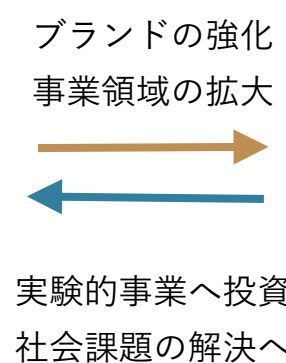 ブランドの強化
事業領域の拡大
実験的事業へ投資
社会課題の解決へ